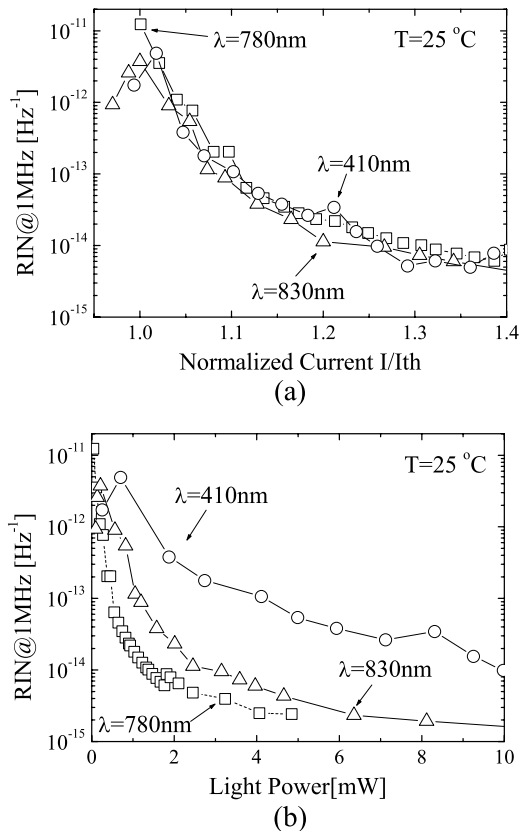 10⁻¹¹
10⁻¹²
10⁻¹³
10⁻¹⁴
10⁻¹⁵
RIN@1MHz [Hz⁻¹]
λ=780nm
T=25 °C
λ=410nm
λ=830nm
1.0 1.1 1.2 1.3 1.4
Normalized Current I/Ith
(a)
10⁻¹¹
10⁻¹²
10⁻¹³
10⁻¹⁴
10⁻¹⁵
RIN@1MHz [Hz⁻¹]
T=25 °C
λ=410nm
λ=830nm
λ=780nm
0 2 4 6 8 10
Light Power[mW]
(b)